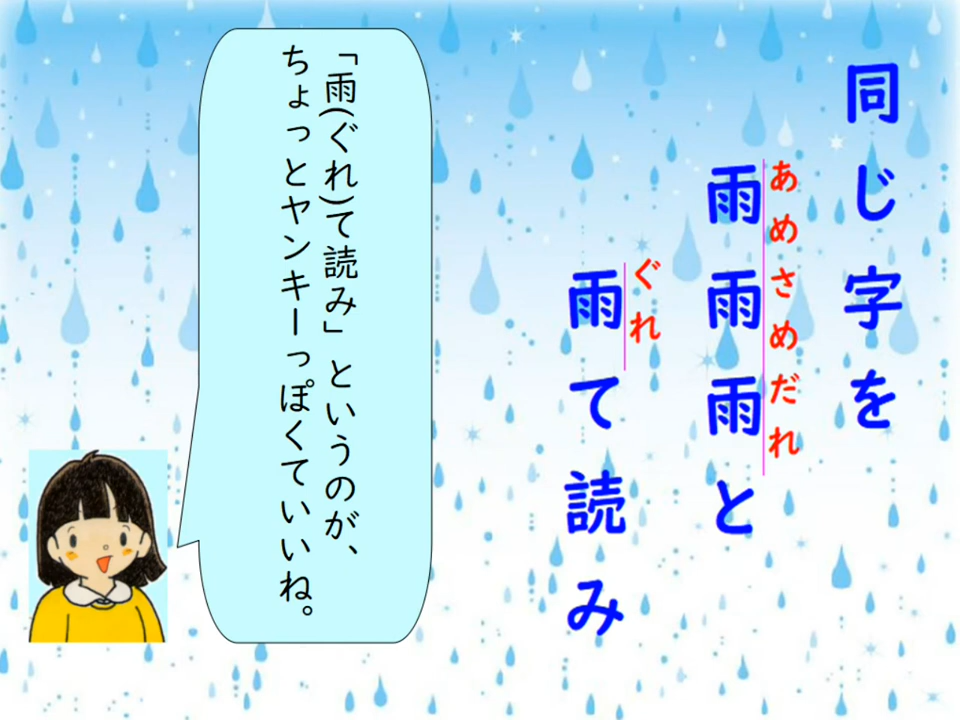 同じ字を
雨雨雨と
あめさめだれ
雨て読み
ぐれ
「雨(ぐれ)て読み」というのが、
ちょっとヤンキーっぽくていいね。